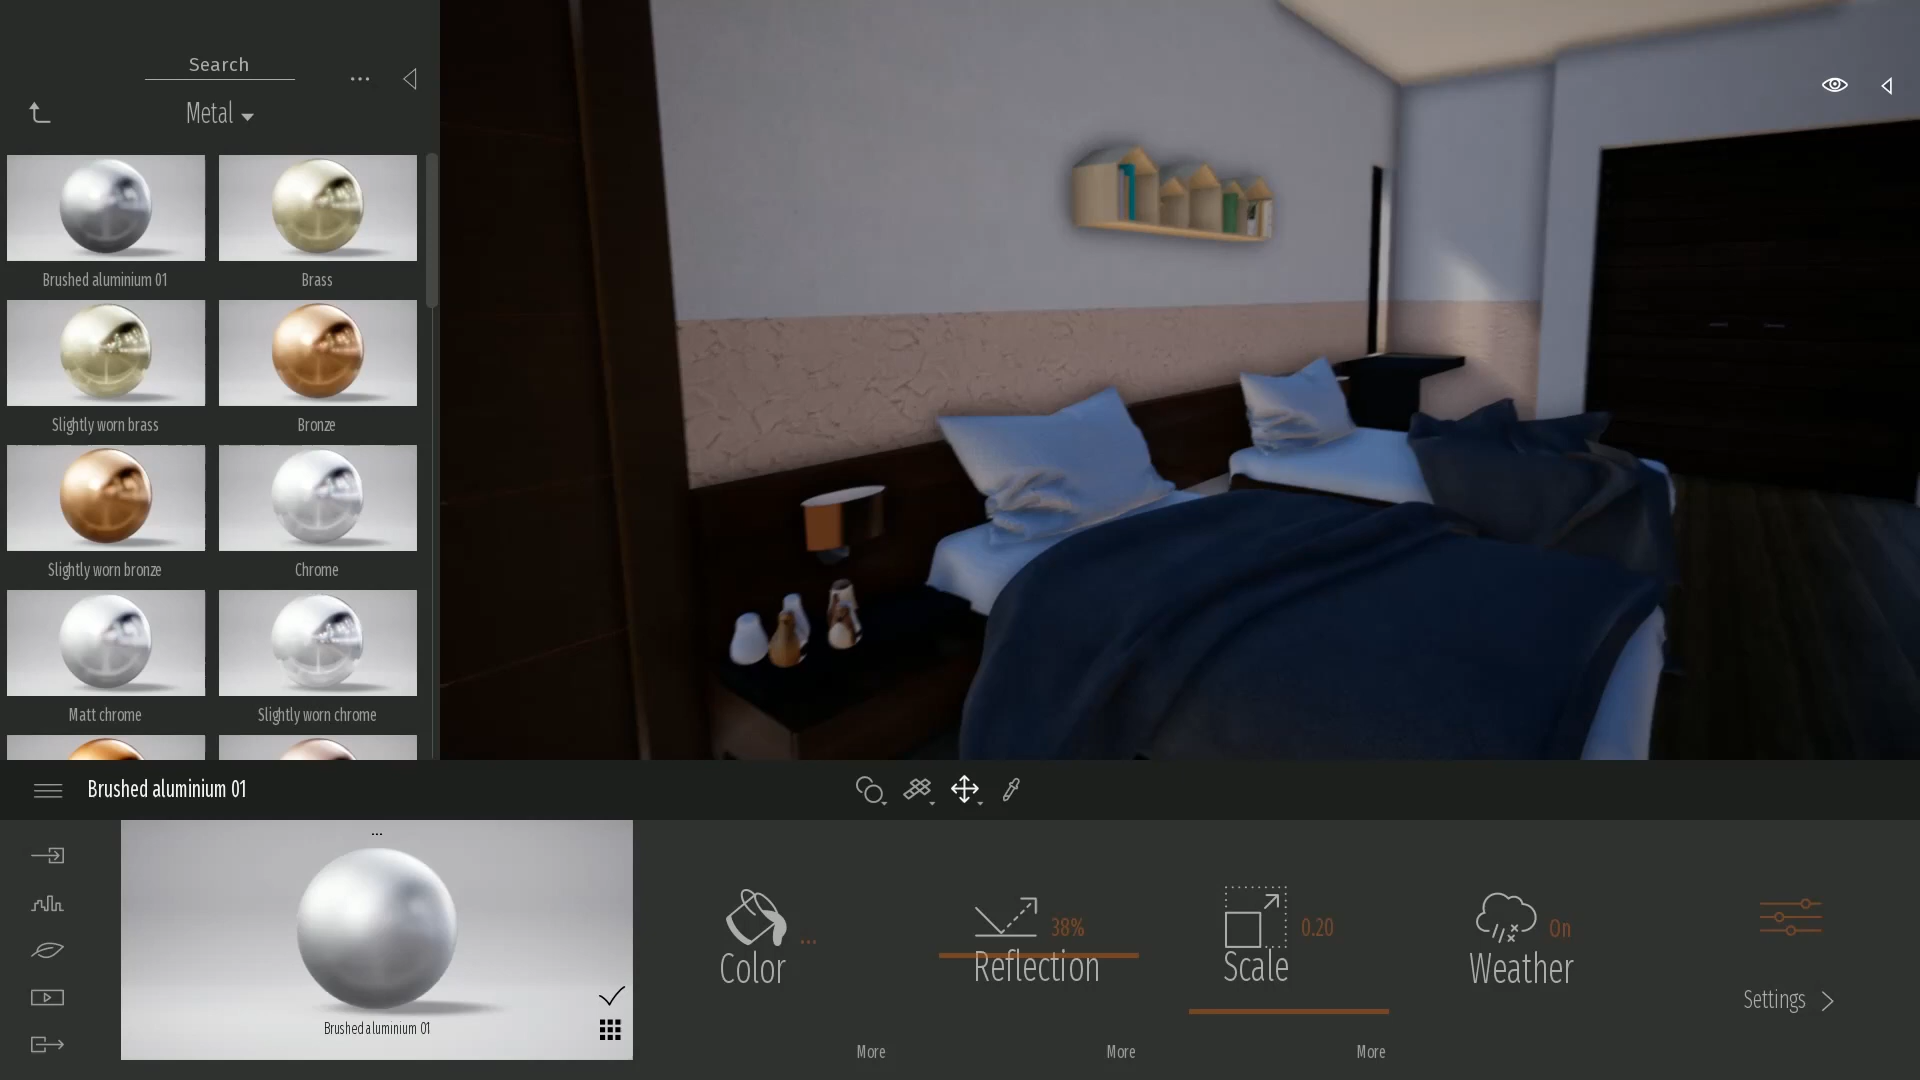 Search
...
Metal
Brushed aluminium 01
Brass
Slightly worn brass
Bronze
Slightly worn bronze
Chrome
Matt chrome
Slightly worn chrome
Brushed aluminium 01
...
Brushed aluminium 01
Color
...
More
Reflection
38%
More
Scale
0.20
More
Weather
On
Settings